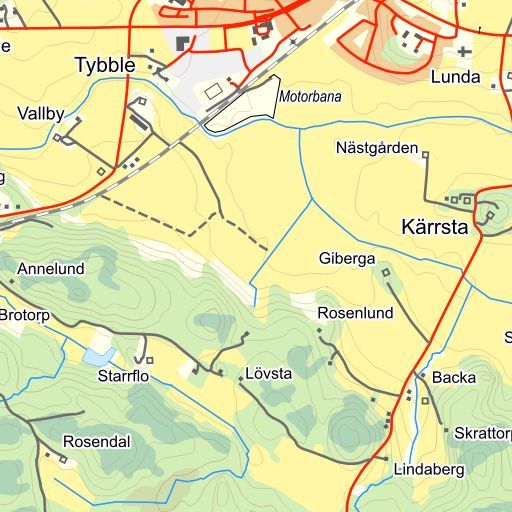 e
Tybble
Lunda
Motorbana
Vallby
Nästgården
g
Kärrsta
Giberga
Annelund
Brotorp
Rosenlund
S
Starrflo
Lövsta
Backa
Rosendal
Skrattorp
Lindaberg